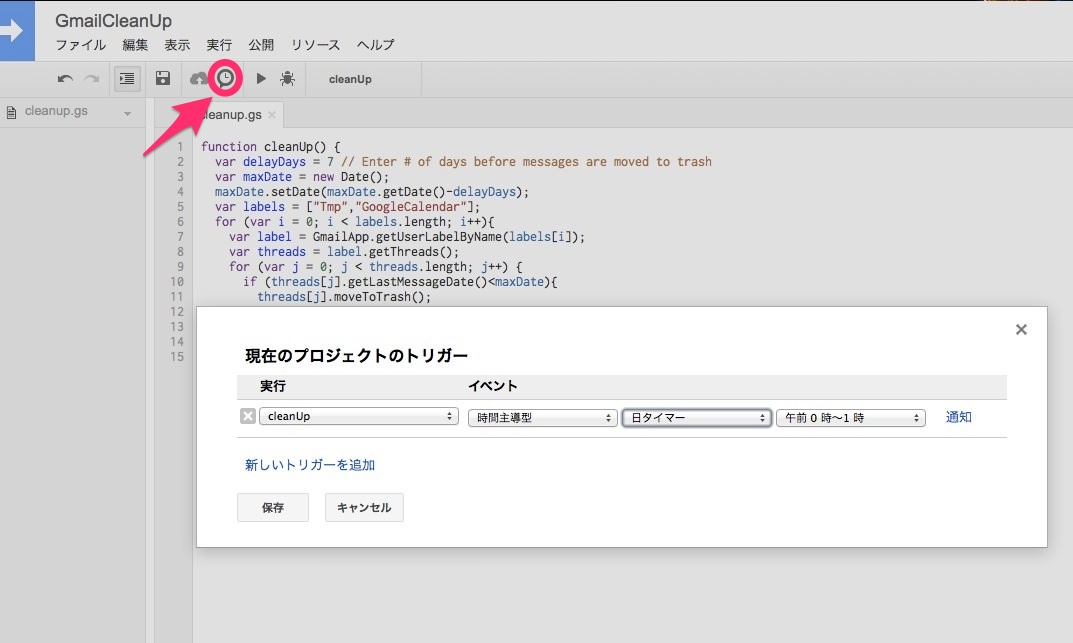 GmailCleanUp
ファイル 編集 表示 実行 公開 リソース ヘルプ
cleanUp
cleanup.gs
leanup.gs ×
1 function cleanUp() {
2 var delayDays = 7 // Enter # of days before messages are moved to trash
3 var maxDate = new Date();
4 maxDate.setDate(maxDate.getDate()-delayDays);
5 var labels = ["Tmp","GoogleCalendar"];
6 for (var i = 0; i < labels.length; i++){
7 var label = GmailApp.getUserLabelByName(labels[i]);
8 var threads = label.getThreads();
9 for (var j = 0; j < threads.length; j++) {
10 if (threads[j].getLastMessageDate()<maxDate){
11 threads[j].moveToTrash();
12
13
14
15
現在のプロジェクトのトリガー
実行 イベント
cleanUp 時間主導型 日タイマー 午前 0 時〜1 時 通知
新しいトリガーを追加
保存 キャンセル